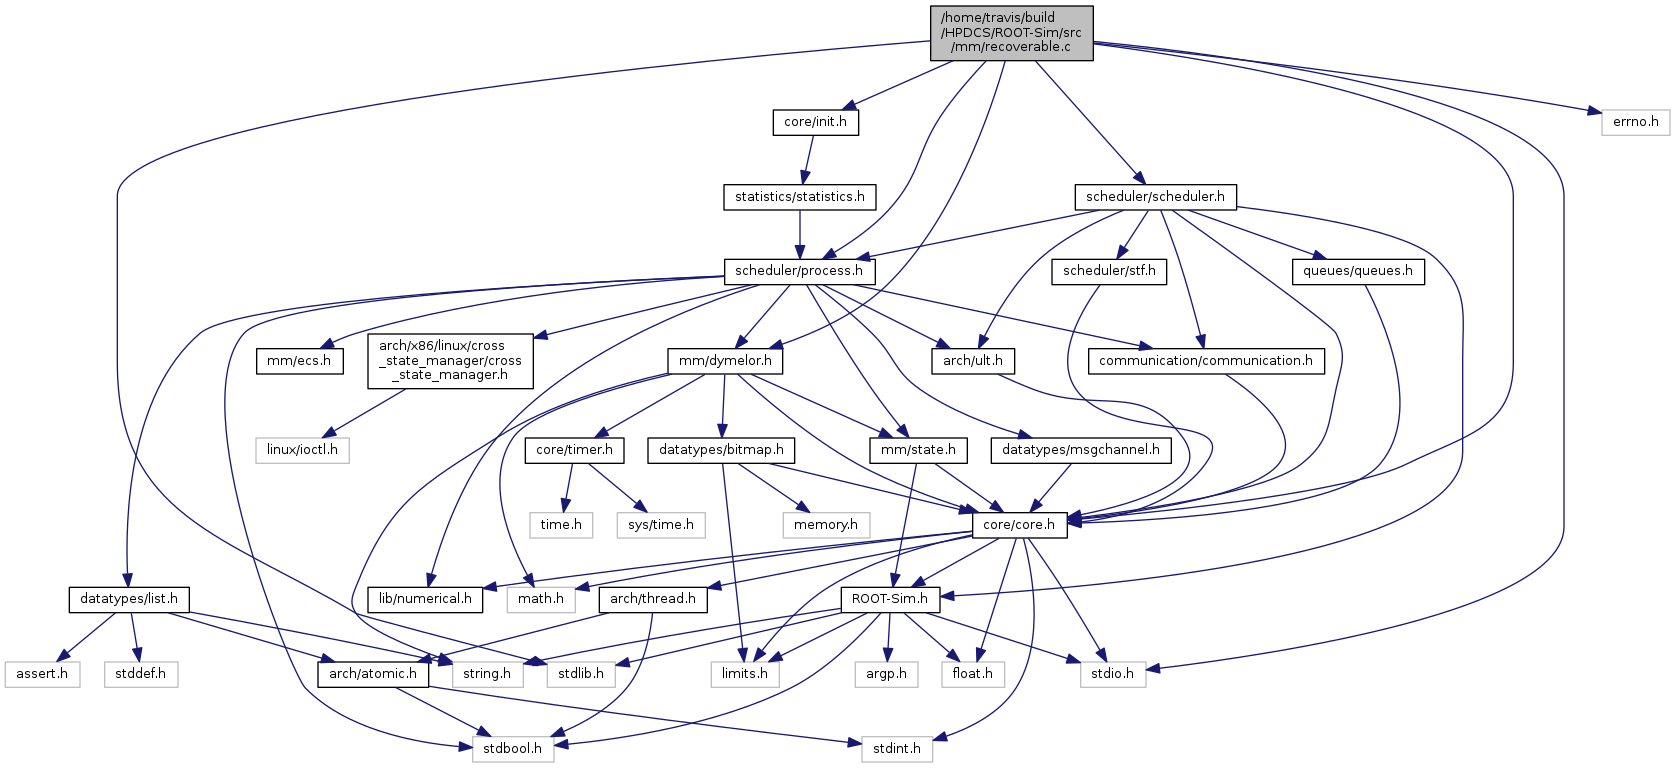 /home/travis/build
/HPDCS/ROOT-Sim/src
/mm/recoverable.c
core/init.h
errno.h
statistics/statistics.h
scheduler/scheduler.h
scheduler/process.h
scheduler/stf.h
queues/queues.h
mm/ecs.h
arch/x86/linux/cross
_state_manager/cross
_state_manager.h
mm/dymelor.h
arch/ult.h
communication/communication.h
linux/ioctl.h
core/timer.h
datatypes/bitmap.h
mm/state.h
datatypes/msgchannel.h
time.h
sys/time.h
memory.h
core/core.h
datatypes/list.h
lib/numerical.h
math.h
arch/thread.h
ROOT-Sim.h
assert.h
stddef.h
arch/atomic.h
string.h
stdlib.h
limits.h
argp.h
float.h
stdio.h
stdbool.h
stdint.h